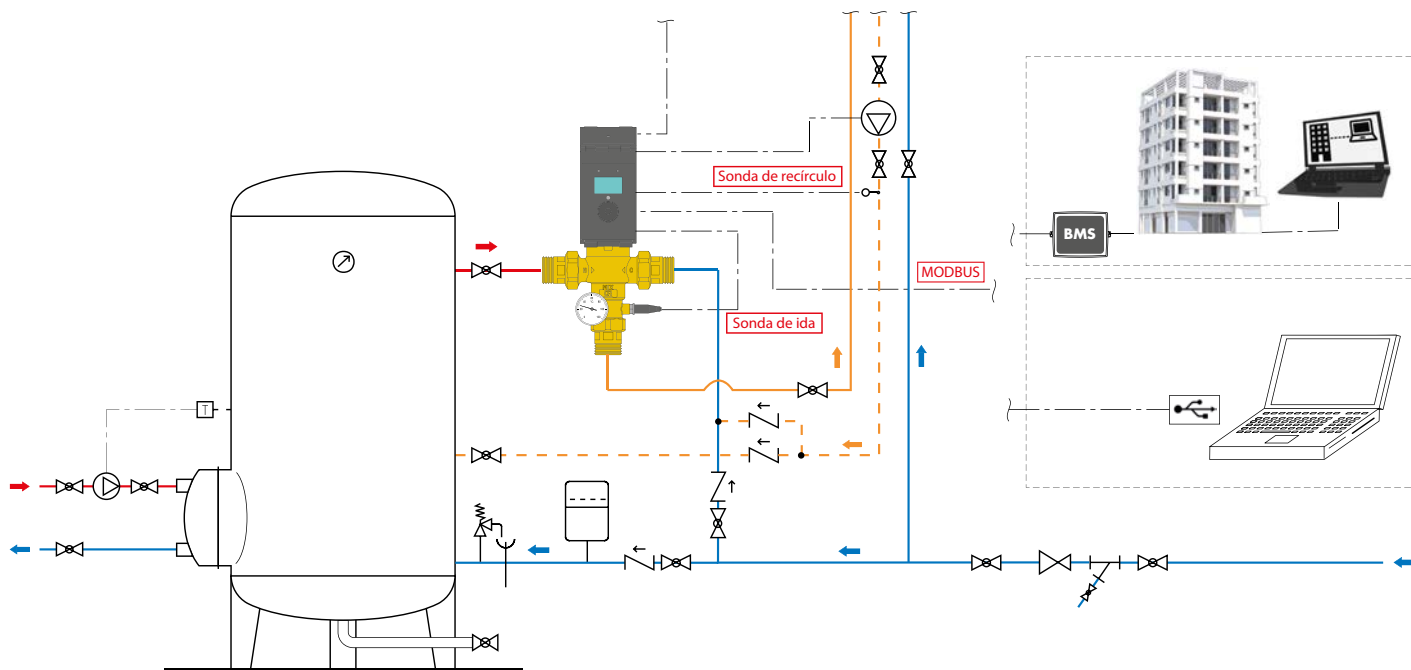 Sonda de recírculo
BMS
MODBUS
Sonda de ida
T